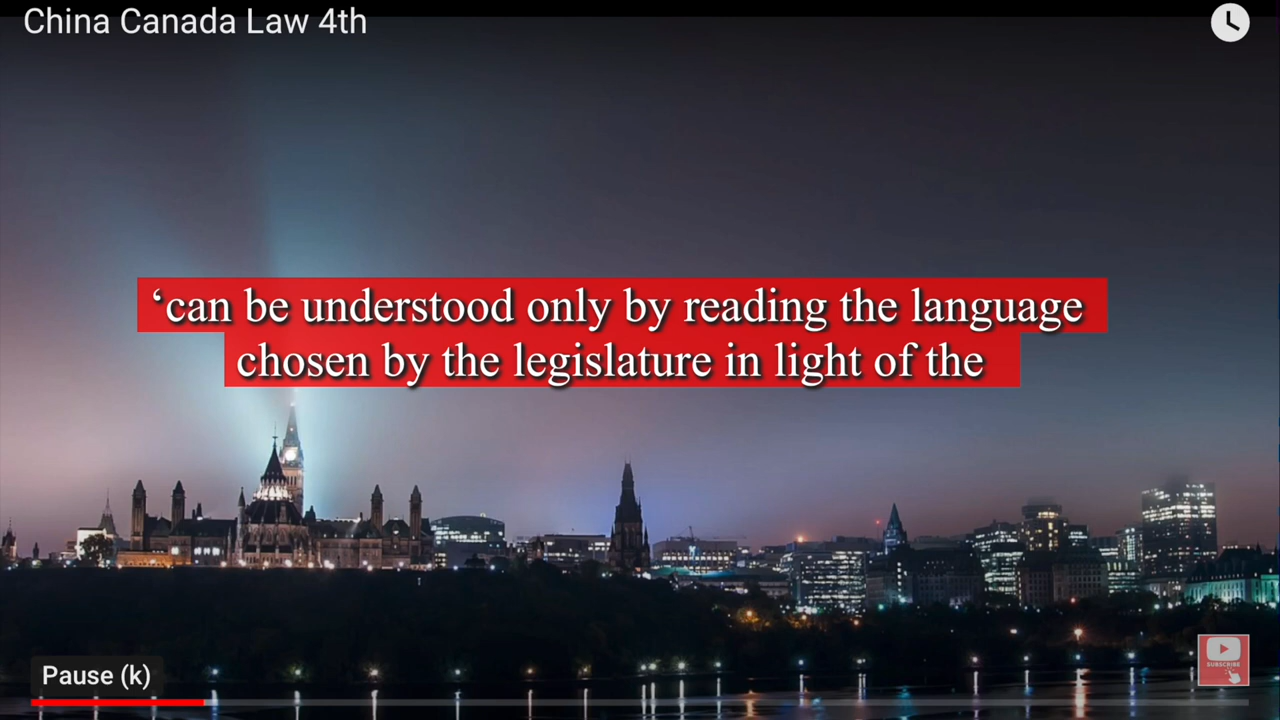 China Canada Law 4th
‘can be understood only by reading the language
chosen by the legislature in light of the
Pause (k)
SUBSCRIBE